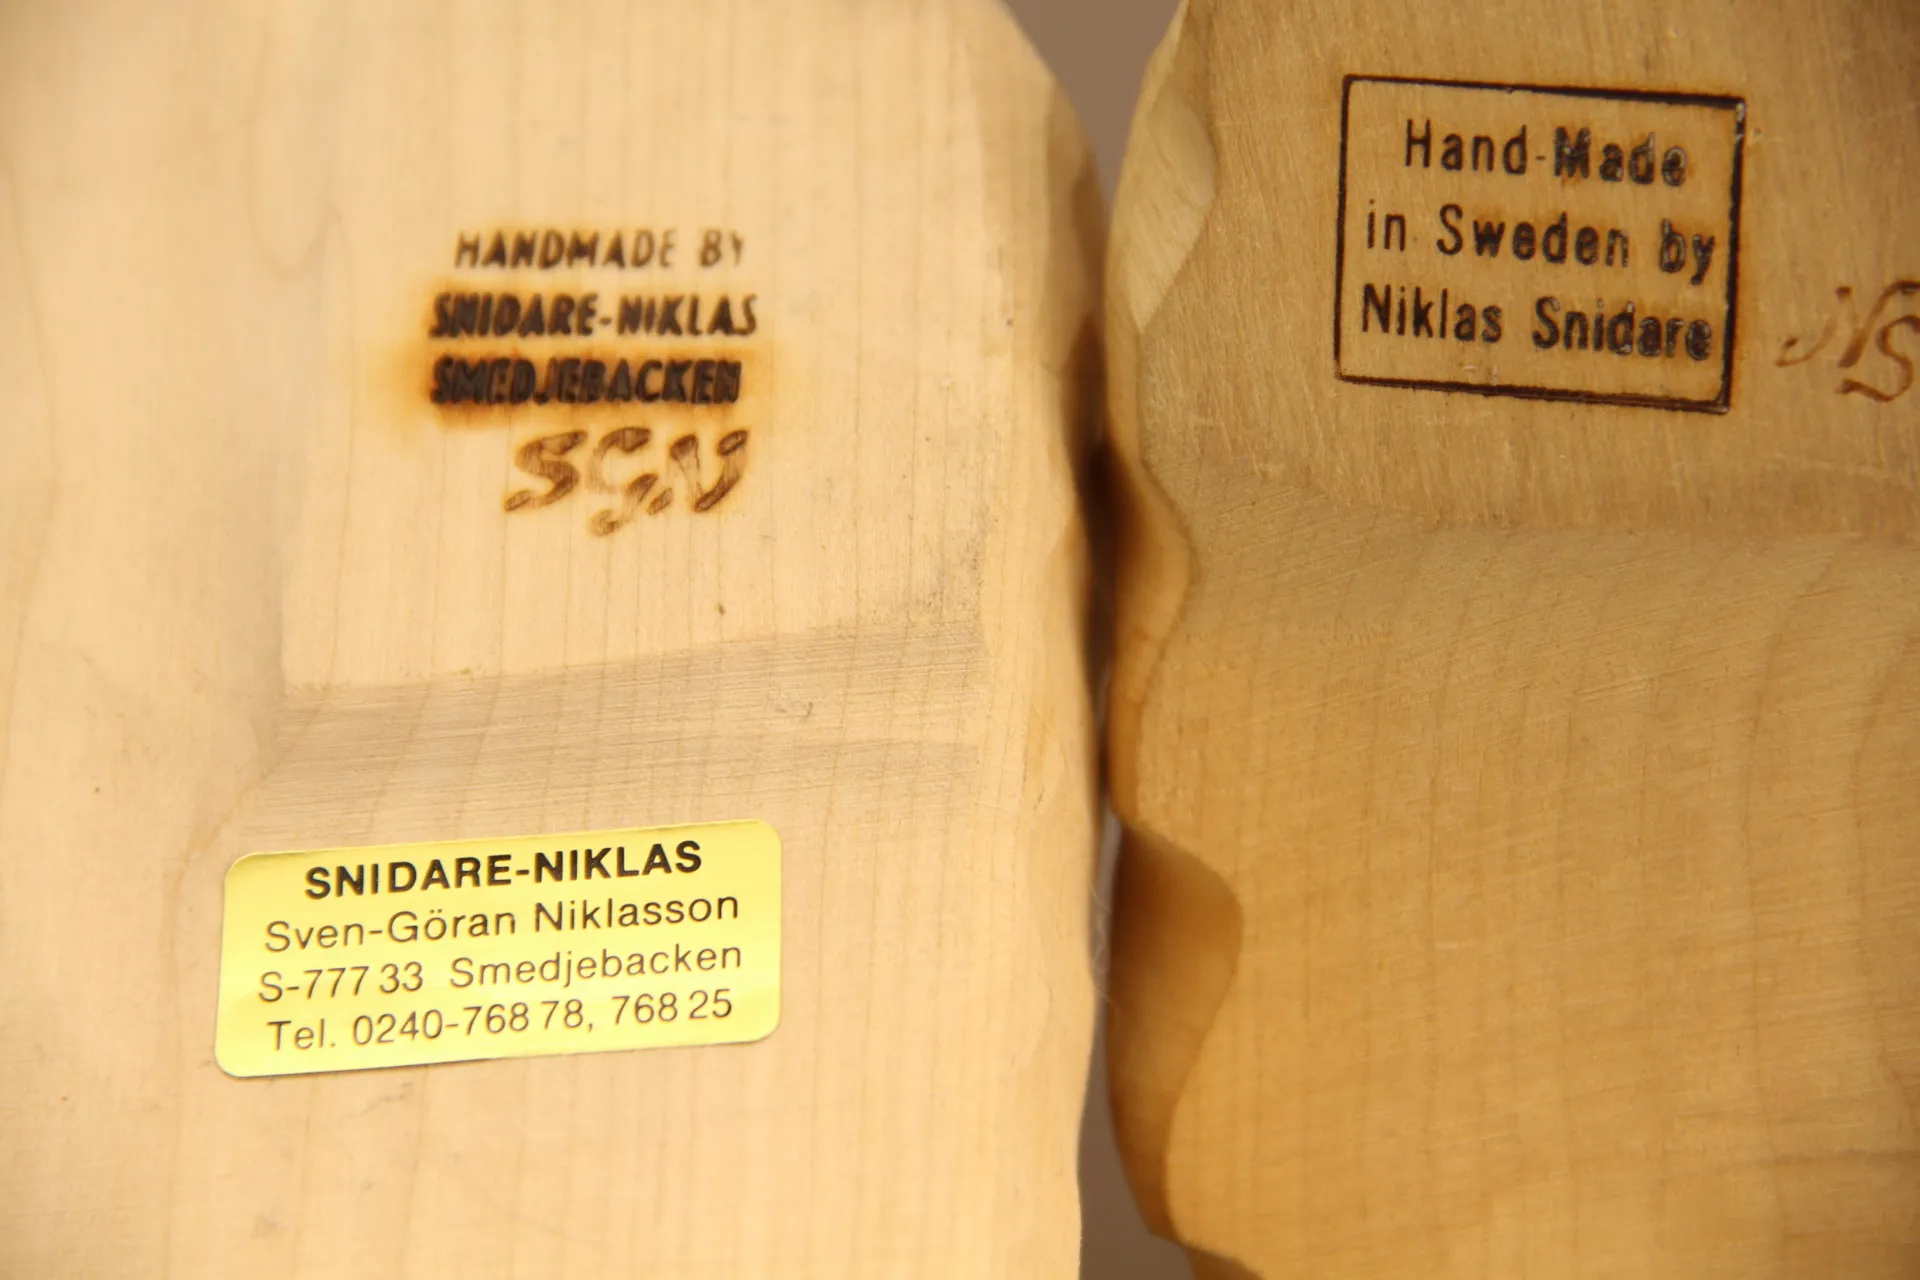 HANDMADE BY
SNIDARE-NIKLAS
SMEDJEBACKEN
SGN
SNIDARE-NIKLAS
Sven-Göran Niklasson
S-777 33 Smedjebacken
Tel. 0240-768 78, 768 25
Hand-Made
in Sweden by
Niklas Snidare
NS